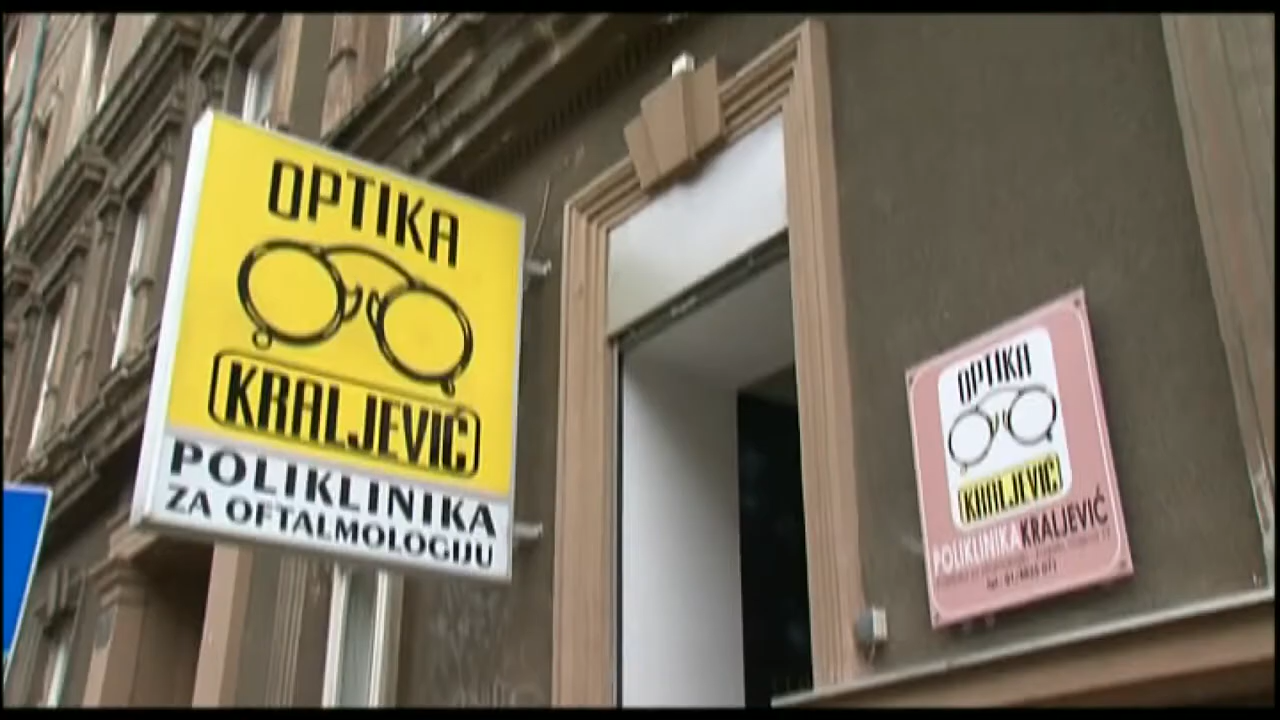 OPTIKA
KRALJEVIĆ
POLIKLINIKA
ZA OFTALMOLOGIJU
OPTIKA
KRALJEVIĆ
POLIKLINIKA KRALJEVIĆ